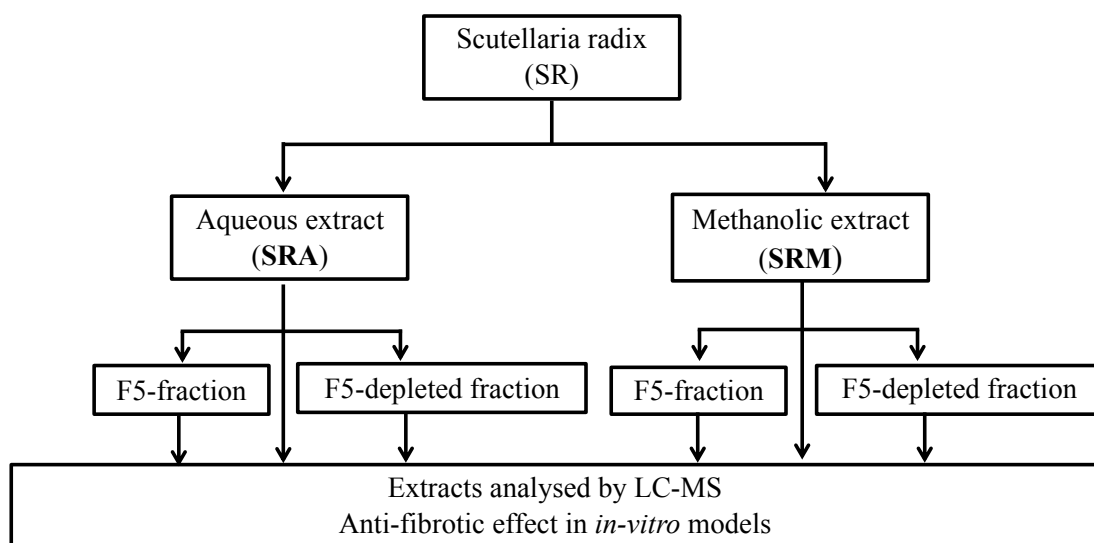 Scutellaria radix
(SR)
Aqueous extract
(SRA)
Methanolic extract
(SRM)
F5-fraction
F5-depleted fraction
F5-fraction
F5-depleted fraction
Extracts analysed by LC-MS
Anti-fibrotic effect in in-vitro models